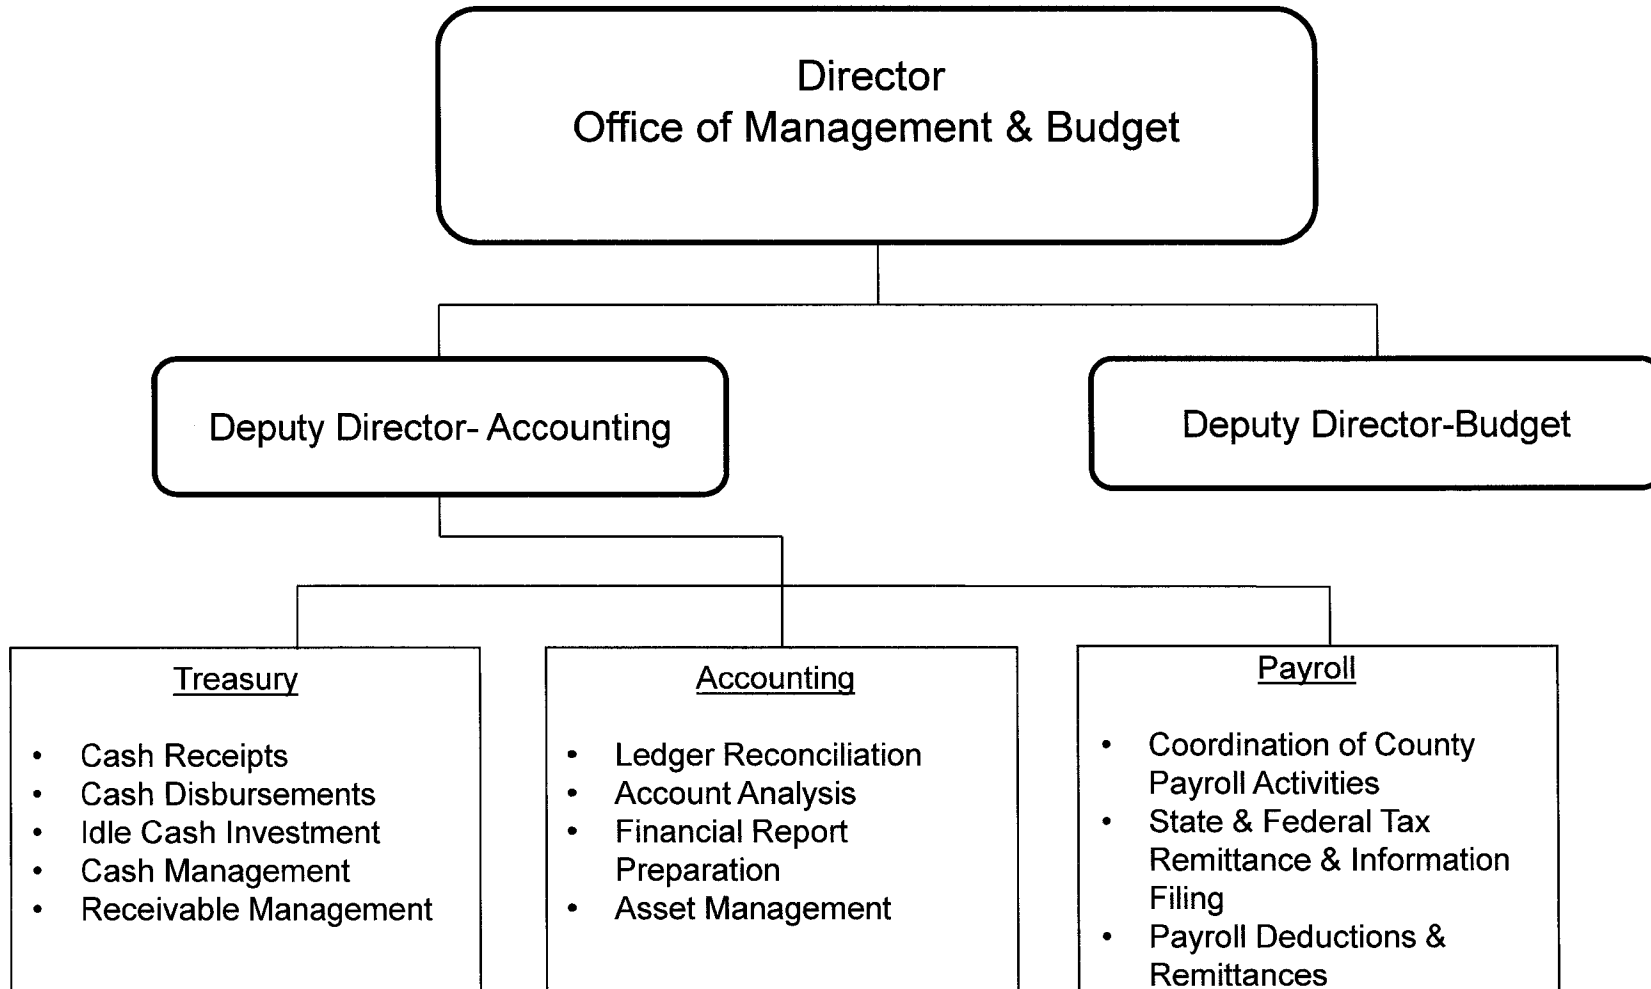 Director
Office of Management & Budget
Deputy Director- Accounting
Deputy Director-Budget
Treasury
• Cash Receipts
• Cash Disbursements
• Idle Cash Investment
• Cash Management
• Receivable Management
Accounting
• Ledger Reconciliation
• Account Analysis
• Financial Report
Preparation
• Asset Management
Payroll
• Coordination of County
Payroll Activities
• State & Federal Tax
Remittance & Information
Filing
• Payroll Deductions &
Remittances